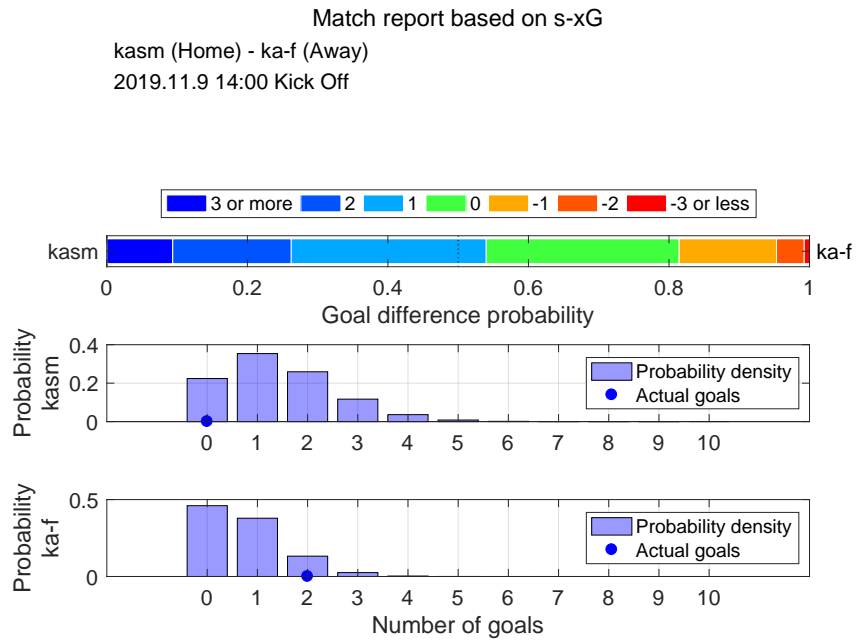 Match report based on s-xG
kasm (Home) - ka-f (Away)
2019.11.9 14:00 Kick Off
3 or more 2 1 0 -1 -2 -3 or less
kasm ka-f
0 0.2 0.4 0.6 0.8 1
Goal difference probability
Probability
kasm
0.4
0.2
0
Probability density
Actual goals
0 1 2 3 4 5 6 7 8 9 10
Probability
ka-f
0.5
0
Probability density
Actual goals
0 1 2 3 4 5 6 7 8 9 10
Number of goals